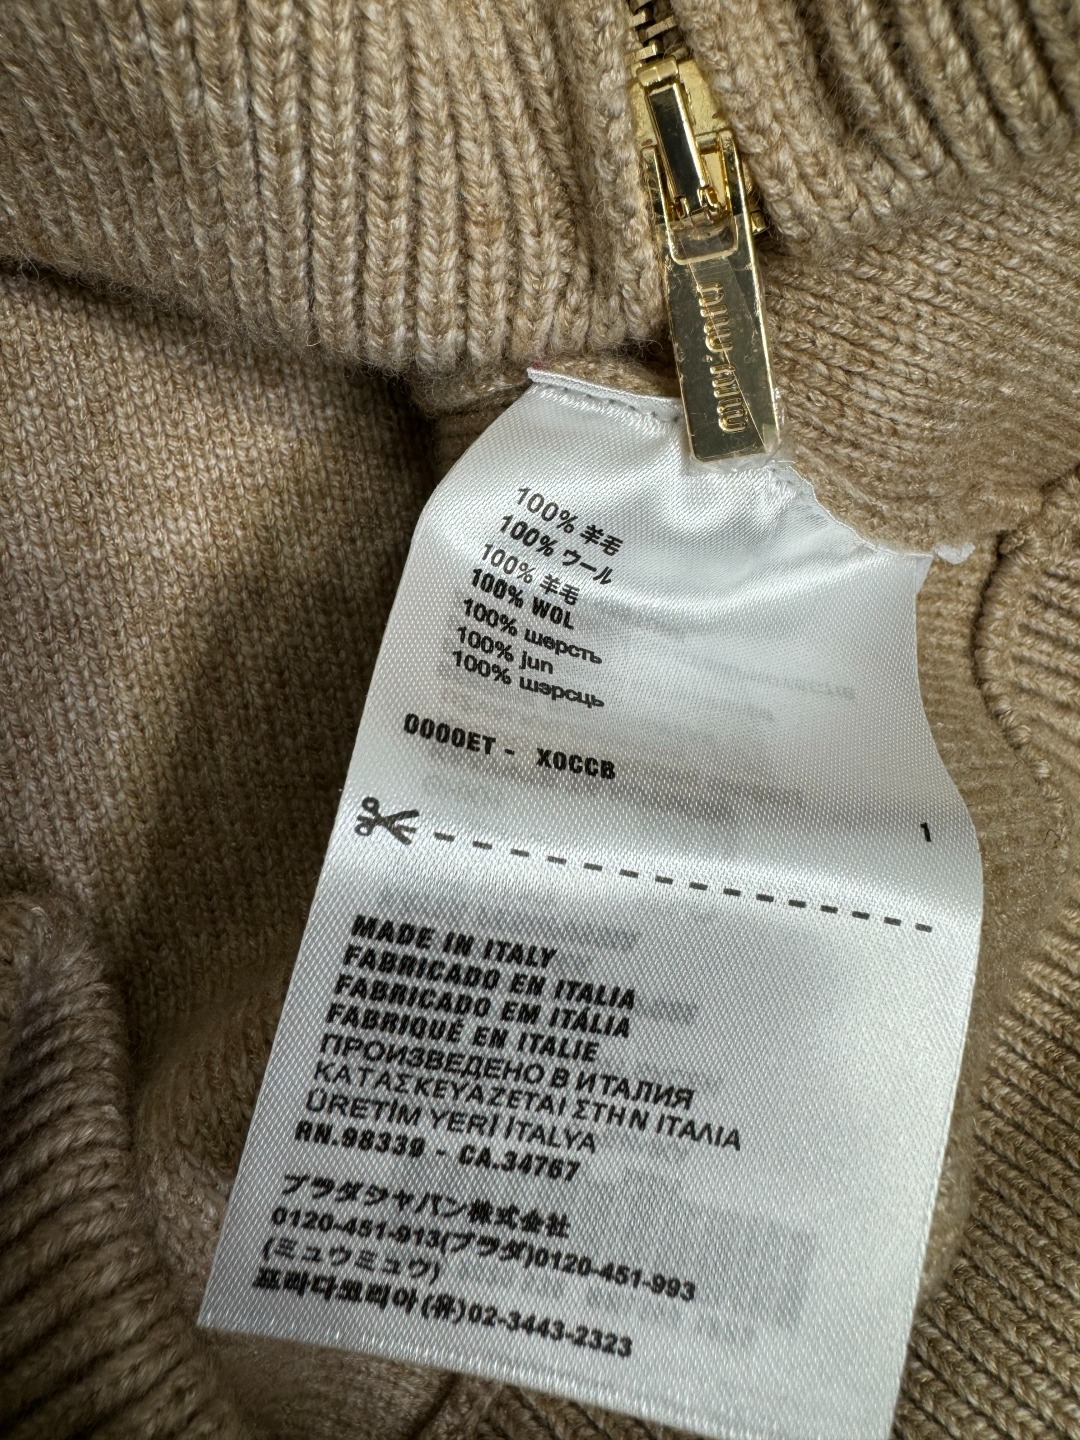 miu miu
100% 羊毛
100% ウール
100% 羊毛
100% WOL
100% шерсть
100% jun
100% шэрсць
0000ET - X0CCB
1
MADE IN ITALY
FABRICADO EN ITALIA
FABRICADO EM ITÁLIA
FABRIQUÉ EN ITALIE
ПРОИЗВЕДЕНО В ИТАЛИЯ
ΚΑΤΑΣΚΕΥΑΖΕΤΑΙ ΣΤΗΝ ΙΤΑΛΙΑ
ÜRETİM YERİ İTALYA
RN.98339 - CA.34767
プラダジャパン株式会社
0120-451-913(プラダ)0120-451-993
(ミュウミュウ)
프라다코리아(유)02-3443-2323